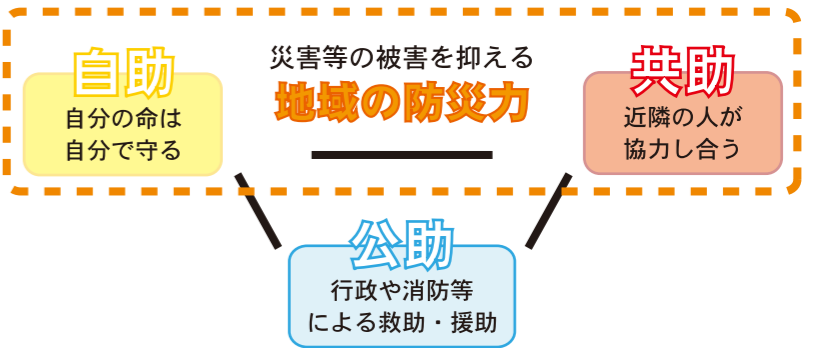 自助
自分の命は
自分で守る
災害等の被害を抑える
地域の防災力
共助
近隣の人が
協力し合う
公助
行政や消防等
による救助・援助